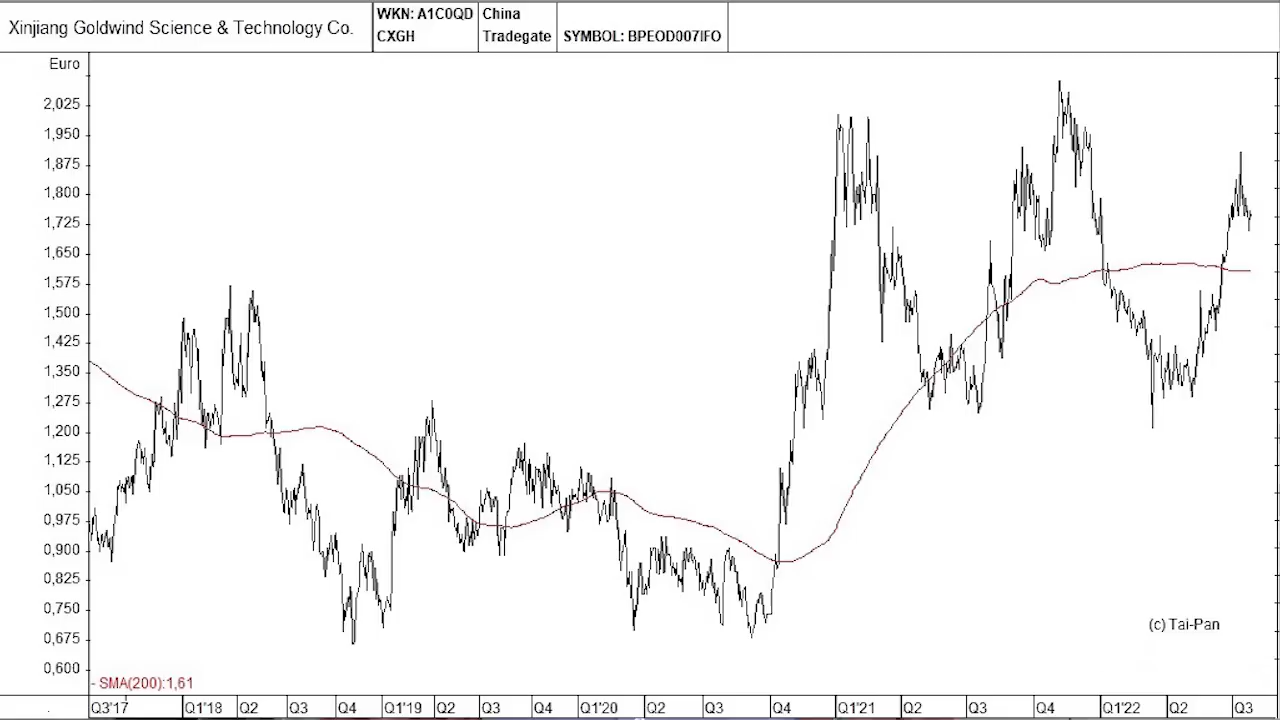 Xinjiang Goldwind Science & Technology Co.
WKN: A1C0QD
CXGH
China
Tradegate
SYMBOL: BPEOD007IFO
Euro
2,025
1,950
1,875
1,800
1,725
1,650
1,575
1,500
1,425
1,350
1,275
1,200
1,125
1,050
0,975
0,900
0,825
0,750
0,675
0,600
(c) Tai-Pan
- SMA(200):1,61
Q3'17 Q1'18 Q2 Q3 Q4 Q1'19 Q2 Q3 Q1'20 Q2 Q3 Q4 Q1'21 Q2 Q3 Q4 Q1'22 Q2 Q3